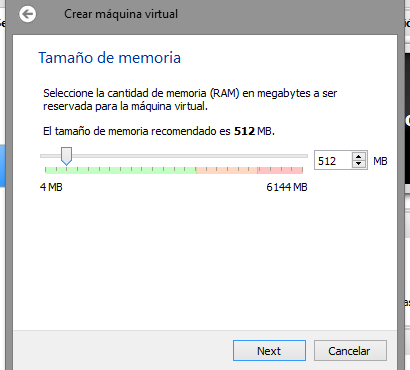 Crear máquina virtual
Tamaño de memoria
Seleccione la cantidad de memoria (RAM) en megabytes a ser
reservada para la máquina virtual.
El tamaño de memoria recomendado es 512 MB.
512 MB
4 MB 6144 MB
Next Cancelar